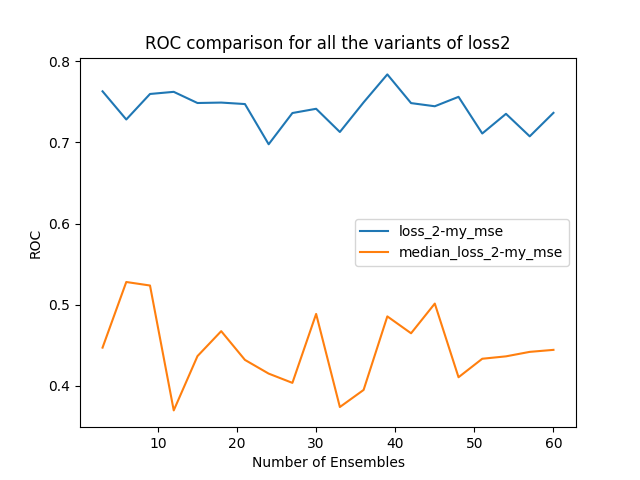 ROC comparison for all the variants of loss2
0.8
0.7
0.6
0.5
0.4
ROC
loss_2-my_mse
median_loss_2-my_mse
10 20 30 40 50 60
Number of Ensembles